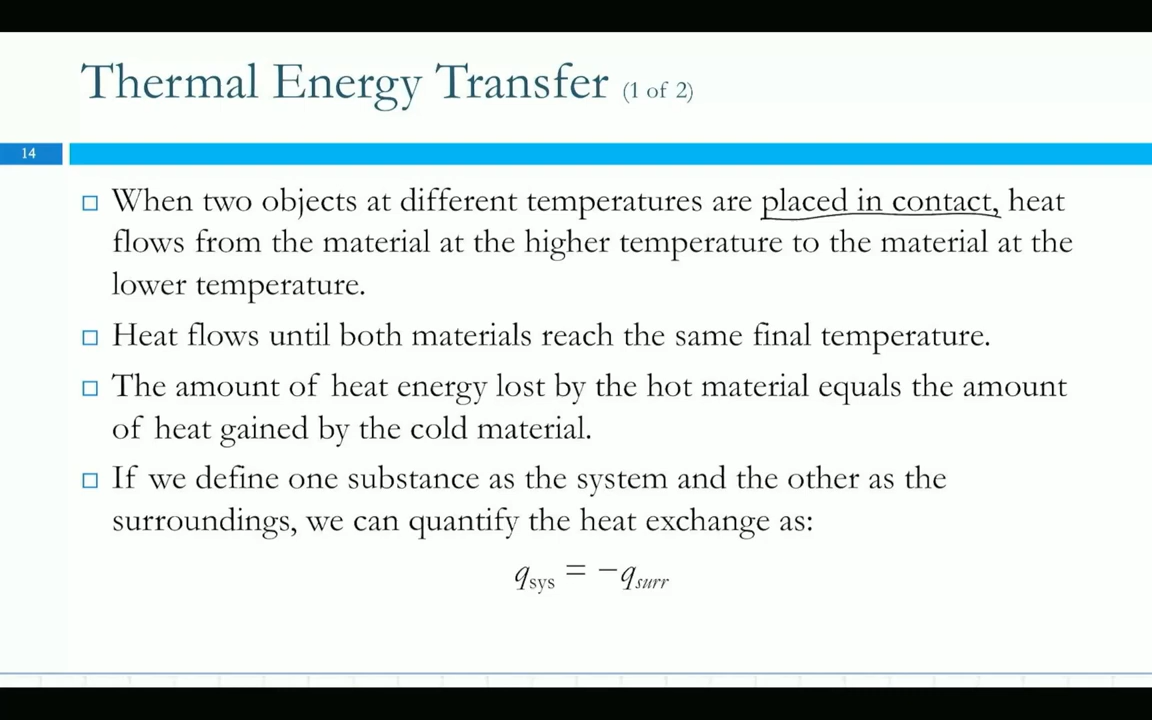 Thermal Energy Transfer (1 of 2)
14
When two objects at different temperatures are placed in contact, heat
flows from the material at the higher temperature to the material at the
lower temperature.
Heat flows until both materials reach the same final temperature.
The amount of heat energy lost by the hot material equals the amount
of heat gained by the cold material.
If we define one substance as the system and the other as the
surroundings, we can quantify the heat exchange as:
q_sys = −q_surr